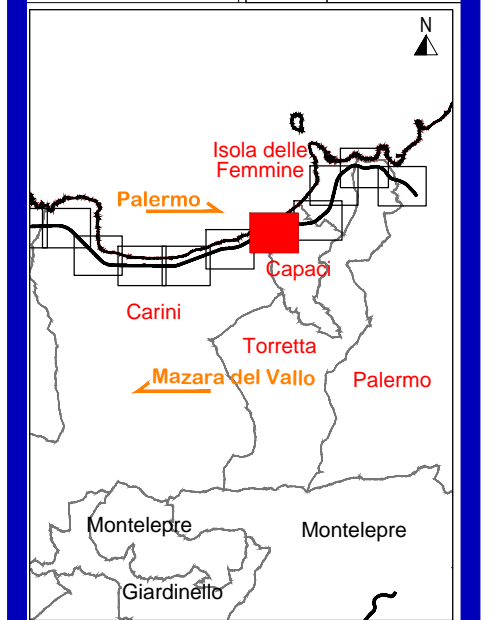 N
Isola delle
Femmine
Palermo
Capaci
Carini
Torretta
Mazara del Vallo
Palermo
Montelepre
Montelepre
Giardinello